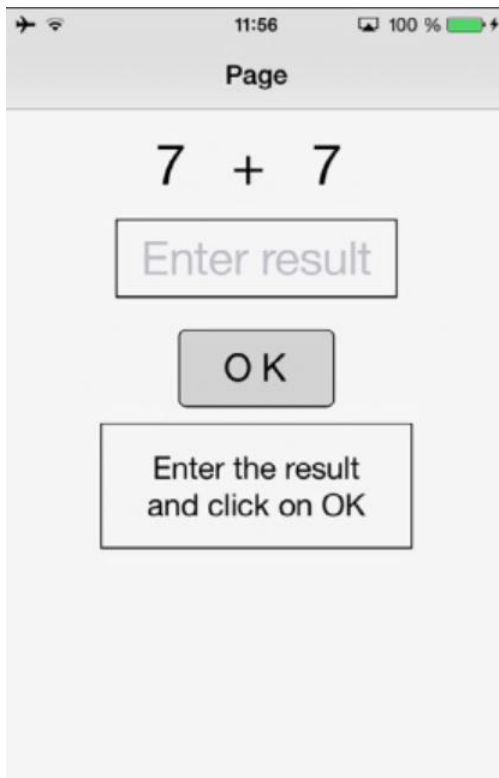 11:56 100 %
Page
7 + 7
Enter result
OK
Enter the result
and click on OK